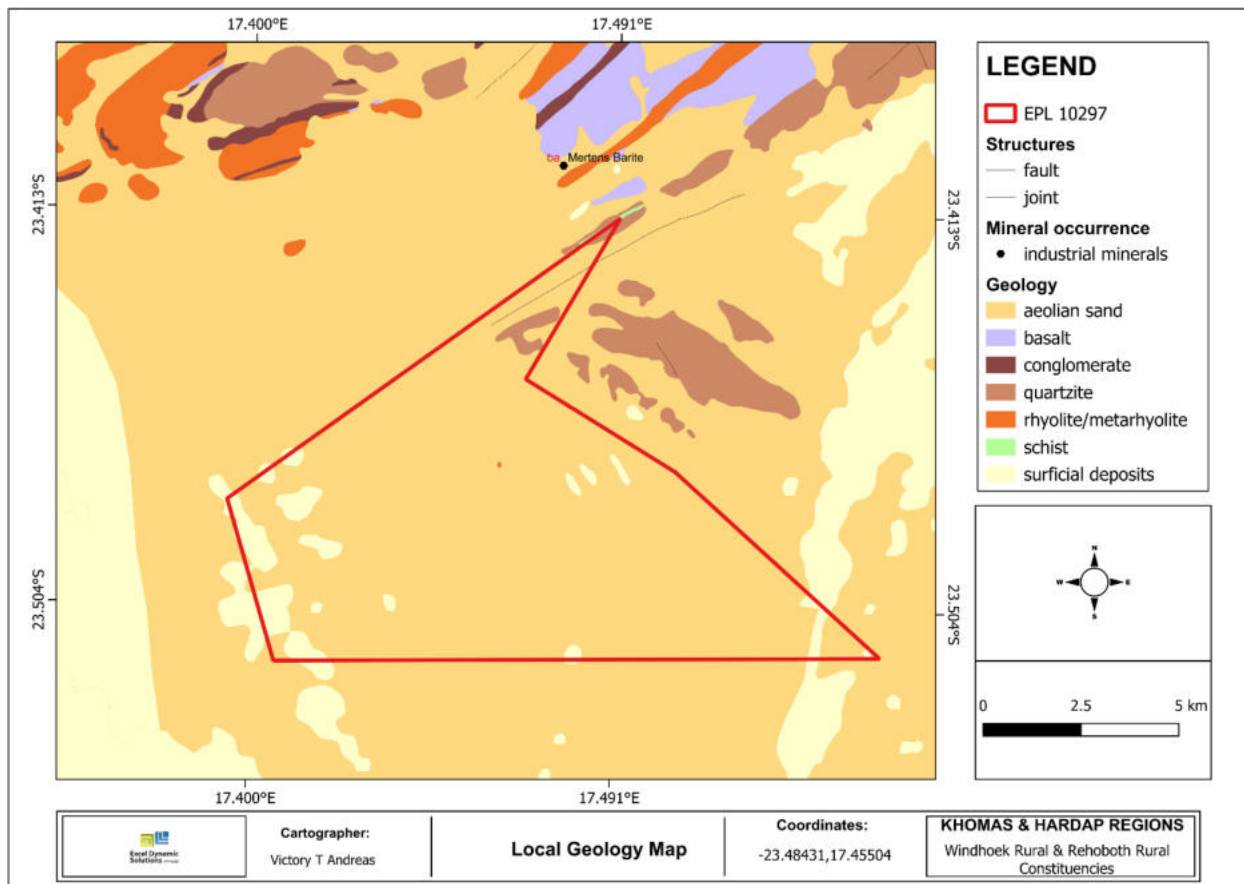 17.400°E
17.491°E
23.413°S
23.413°S
ba
Mertens Barite
23.504°S
23.504°S
17.400°E
17.491°E
LEGEND
EPL 10297
Structures
fault
joint
Mineral occurrence
industrial minerals
Geology
aeolian sand
basalt
conglomerate
quartzite
rhyolite/metarhyolite
schist
surficial deposits
N
W
E
S
0
2.5
5 km
Excel Dynamic
Solutions
Cartographer:
Victory T Andreas
Local Geology Map
Coordinates:
-23.48431,17.45504
KHOMAS & HARDAP REGIONS
Windhoek Rural & Rehoboth Rural
Constituencies